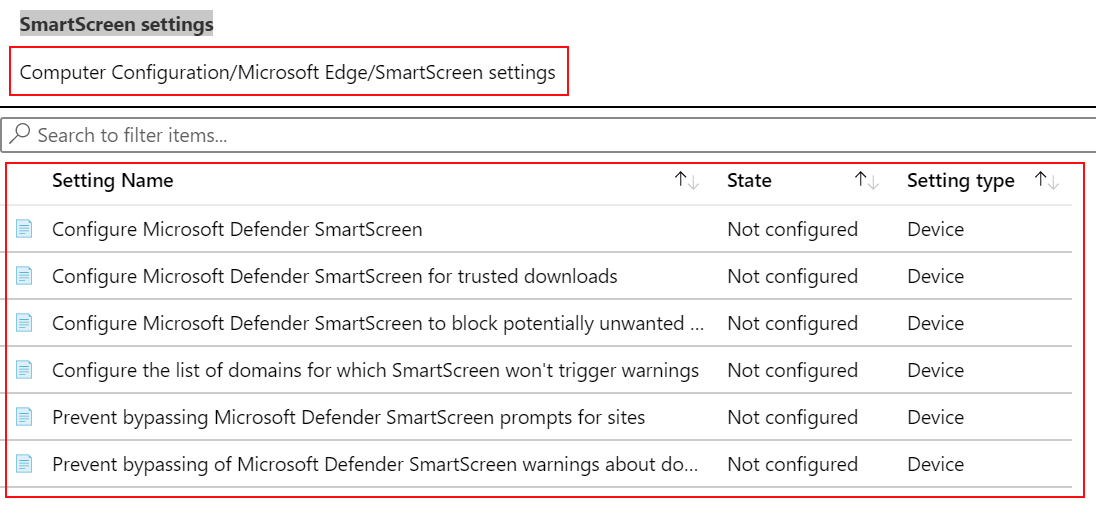 SmartScreen settings
Computer Configuration/Microsoft Edge/SmartScreen settings
Search to filter items...
Setting Name State Setting type
Configure Microsoft Defender SmartScreen Not configured Device
Configure Microsoft Defender SmartScreen for trusted downloads Not configured Device
Configure Microsoft Defender SmartScreen to block potentially unwanted ... Not configured Device
Configure the list of domains for which SmartScreen won't trigger warnings Not configured Device
Prevent bypassing Microsoft Defender SmartScreen prompts for sites Not configured Device
Prevent bypassing of Microsoft Defender SmartScreen warnings about do... Not configured Device